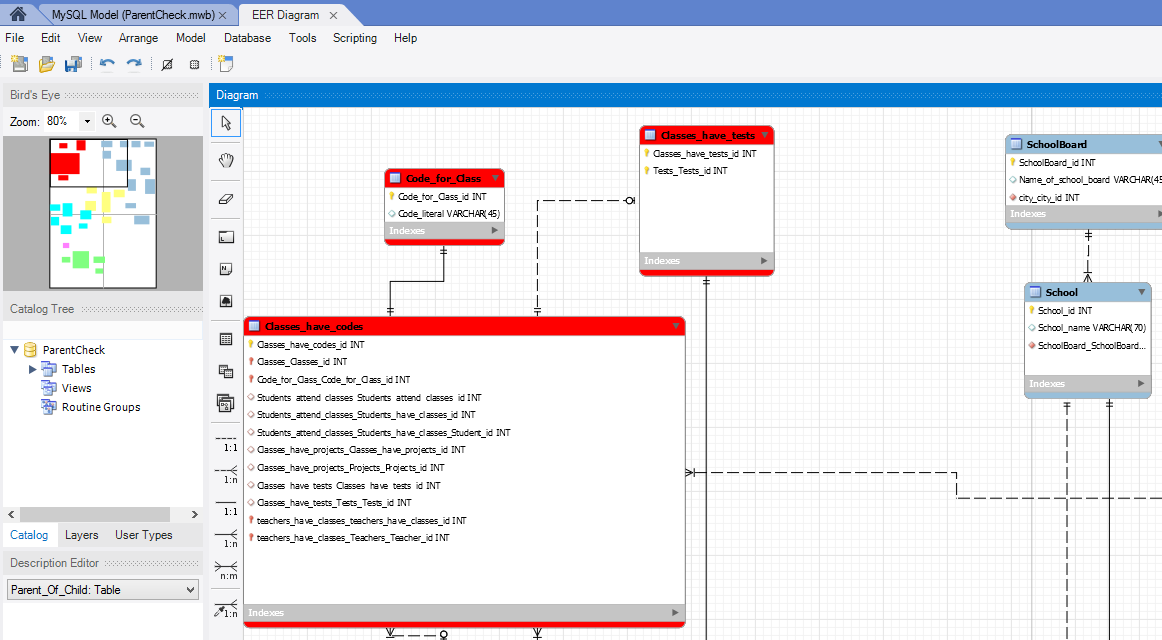 MySQL Model (ParentCheck.mwb) ×
EER Diagram ×
File Edit View Arrange Model Database Tools Scripting Help
Bird's Eye
Zoom: 80%
Catalog Tree
ParentCheck
Tables
Views
Routine Groups
Catalog Layers User Types
Description Editor
Parent_Of_Child: Table
Diagram
1:1
1:n
1:1
1:n
n:m
1:n
Code_for_Class
Code_for_Class_id INT
Code_literal VARCHAR(45)
Indexes
Classes_have_tests
Classes_have_tests_id INT
Tests_Tests_id INT
Indexes
SchoolBoard
SchoolBoard_id INT
Name_of_school_board VARCHAR(45
city_city_id INT
Indexes
School
School_id INT
School_name VARCHAR(70)
SchoolBoard_SchoolBoard...
Indexes
Classes_have_codes
Classes_have_codes_id INT
Classes_Classes_id INT
Code_for_Class_Code_for_Class_id INT
Students_attend_classes_Students_attend_classes_id INT
Students_attend_classes_Students_have_classes_id INT
Students_attend_classes_Students_have_classes_Student_id INT
Classes_have_projects_Classes_have_projects_id INT
Classes_have_projects_Projects_Projects_id INT
Classes_have_tests_Classes_have_tests_id INT
Classes_have_tests_Tests_Tests_id INT
teachers_have_classes_teachers_have_classes_id INT
teachers_have_classes_Teachers_Teacher_id INT
Indexes